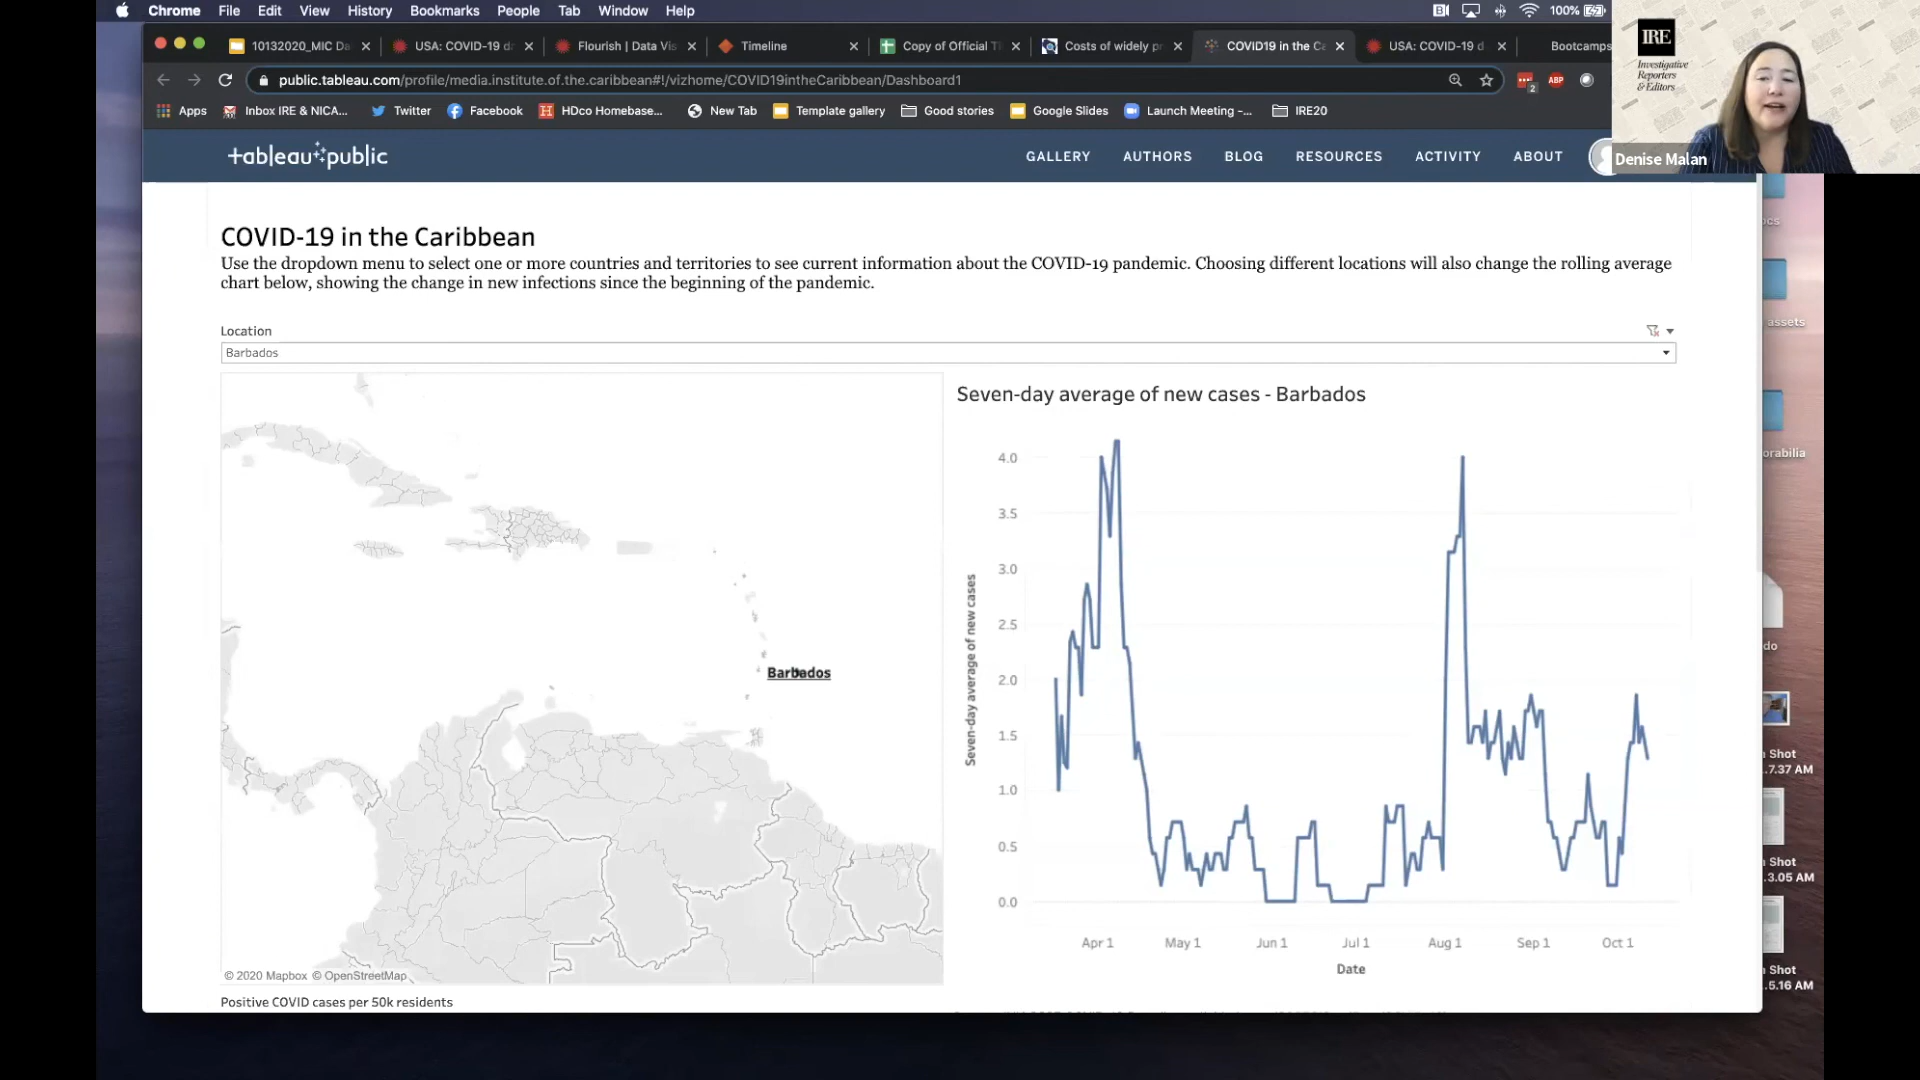 Chrome File Edit View History Bookmarks People Tab Window Help 100%
10132020_MIC Da
USA: COVID-19 da
Flourish | Data Vis
Timeline
Copy of Official Ti
Costs of widely pr
COVID19 in the Ca
USA: COVID-19 d
Bootcamps
public.tableau.com/profile/media.institute.of.the.caribbean#!/vizhome/COVID19intheCaribbean/Dashboard1
ABP
2
Apps Inbox IRE & NICA... Twitter Facebook HDco Homebase... New Tab Template gallery Good stories Google Slides Launch Meeting -... IRE20
IRE
Investigative
Reporters
& Editors
Denise Malan
tableau public
GALLERY AUTHORS BLOG RESOURCES ACTIVITY ABOUT
COVID-19 in the Caribbean
Use the dropdown menu to select one or more countries and territories to see current information about the COVID-19 pandemic. Choosing different locations will also change the rolling average
chart below, showing the change in new infections since the beginning of the pandemic.
Location
Barbados
Barbados
© 2020 Mapbox © OpenStreetMap
Positive COVID cases per 50k residents
Seven-day average of new cases - Barbados
Seven-day average of new cases
4.0
3.5
3.0
2.5
2.0
1.5
1.0
0.5
0.0
Apr 1 May 1 Jun 1 Jul 1 Aug 1 Sep 1 Oct 1
Date
ocs
assets
orabilia
do
Shot
.7.37 AM
Shot
.3.05 AM
Shot
.5.16 AM